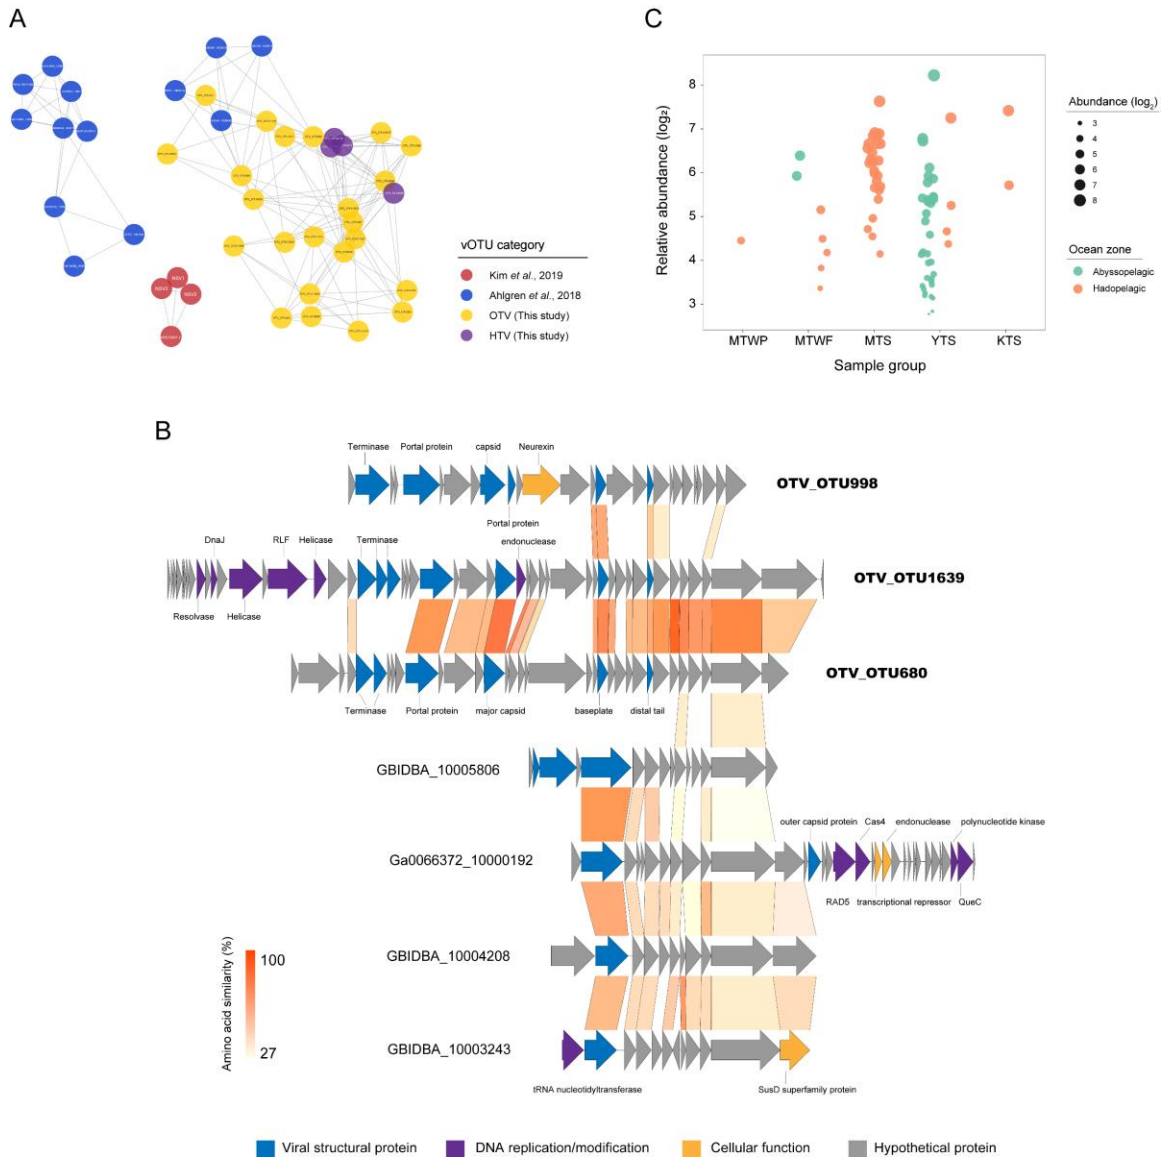 A
NSV1
NSV3
NSV2
vOTU category
Kim et al., 2019
Ahlgren et al., 2018
OTV (This study)
HTV (This study)
C
Relative abundance (log2)
8
7
6
5
4
3
MTWP
MTWF
MTS
YTS
KTS
Sample group
Abundance (log2)
3
4
5
6
7
8
Ocean zone
Abyssopelagic
Hadopelagic
B
Terminase
Portal protein
capsid
Neurexin
OTV_OTU998
Portal protein
DnaJ
RLF
Helicase
Terminase
endonuclease
OTV_OTU1639
Resolvase
Helicase
OTV_OTU680
Terminase
Portal protein
major capsid
baseplate
distal tail
GBIDBA_10005806
outer capsid protein
Cas4
endonuclease
polynucleotide kinase
Ga0066372_10000192
RAD5
transcriptional repressor
QueC
GBIDBA_10004208
Amino acid similarity (%)
100
27
GBIDBA_10003243
tRNA nucleotidyltransferase
SusD superfamily protein
Viral structural protein
DNA replication/modification
Cellular function
Hypothetical protein